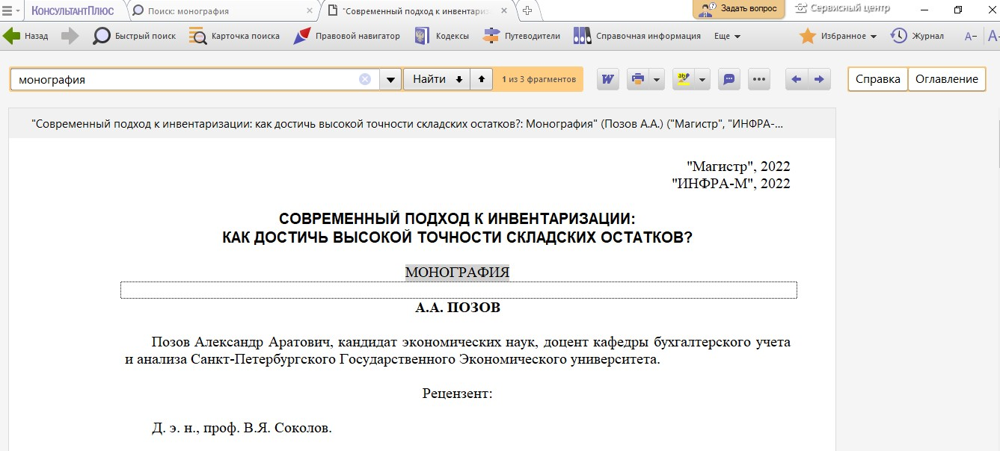 КОНСУЛЬТАНТПЛЮС
Поиск: монография
"Современный подход к инвентариз
Задать вопрос
Сервисный центр
Назад
Быстрый поиск
Карточка поиска
Правовой навигатор
Кодексы
Путеводители
Справочная информация
Еще
Избранное
Журнал
A−
A
монография
Найти
1 из 3 фрагментов
W
ab
Справка
Оглавление
"Современный подход к инвентаризации: как достичь высокой точности складских остатков?: Монография" (Позов А.А.) ("Магистр", "ИНФРА-...
"Магистр", 2022
"ИНФРА-М", 2022
СОВРЕМЕННЫЙ ПОДХОД К ИНВЕНТАРИЗАЦИИ:
КАК ДОСТИЧЬ ВЫСОКОЙ ТОЧНОСТИ СКЛАДСКИХ ОСТАТКОВ?
МОНОГРАФИЯ
А.А. ПОЗОВ
Позов Александр Аратович, кандидат экономических наук, доцент кафедры бухгалтерского учета
и анализа Санкт-Петербургского Государственного Экономического университета.
Рецензент:
Д. э. н., проф. В.Я. Соколов.